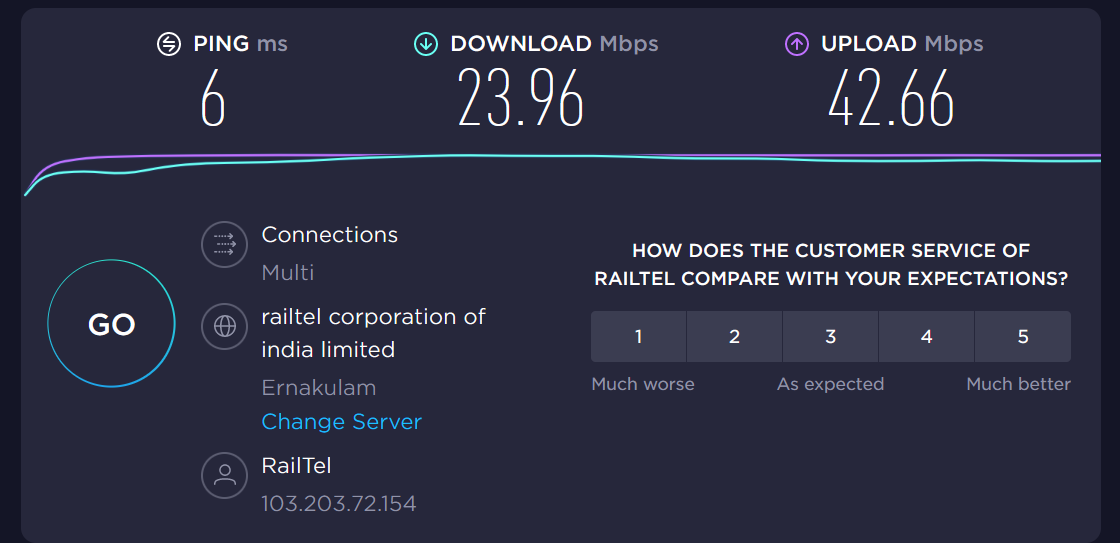 PING ms
6
DOWNLOAD Mbps
23.96
UPLOAD Mbps
42.66
GO
Connections
Multi
railtel corporation of
india limited
Ernakulam
Change Server
RailTel
103.203.72.154
HOW DOES THE CUSTOMER SERVICE OF
RAILTEL COMPARE WITH YOUR EXPECTATIONS?
1 2 3 4 5
Much worse As expected Much better